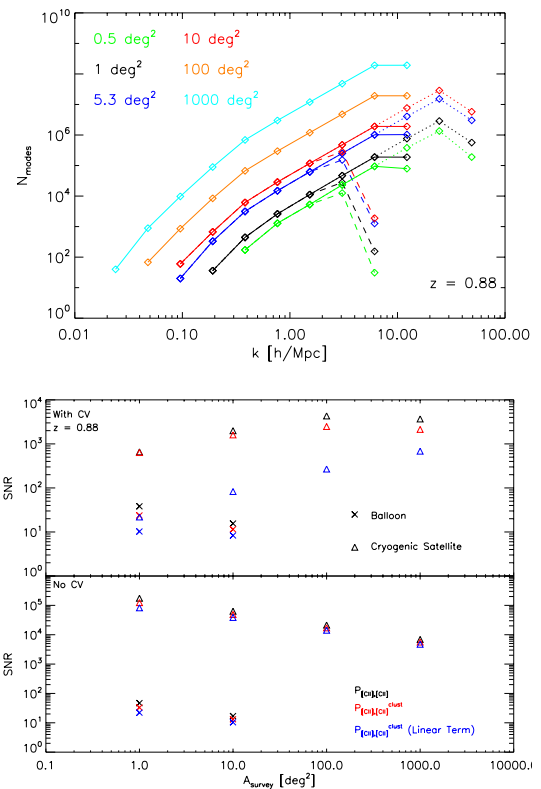 10^10
0.5 deg^2 10 deg^2
10^8
1 deg^2 100 deg^2
5.3 deg^2 1000 deg^2
10^6
N_modes
10^4
10^2
z = 0.88
10^0
0.01 0.10 1.00 10.00 100.00
k [h/Mpc]
10^4
With CV
z = 0.88
10^3
SNR
10^2
Balloon
10^1
Cryogenic Satellite
10^0
No CV
10^5
10^4
SNR
10^3
10^2
P_[CII],[CII]
P_[CII],[CII]^clust
10^1
P_[CII],[CII]^clust (Linear Term)
10^0
0.1 1.0 10.0 100.0 1000.0 10000.0
A_survey [deg^2]